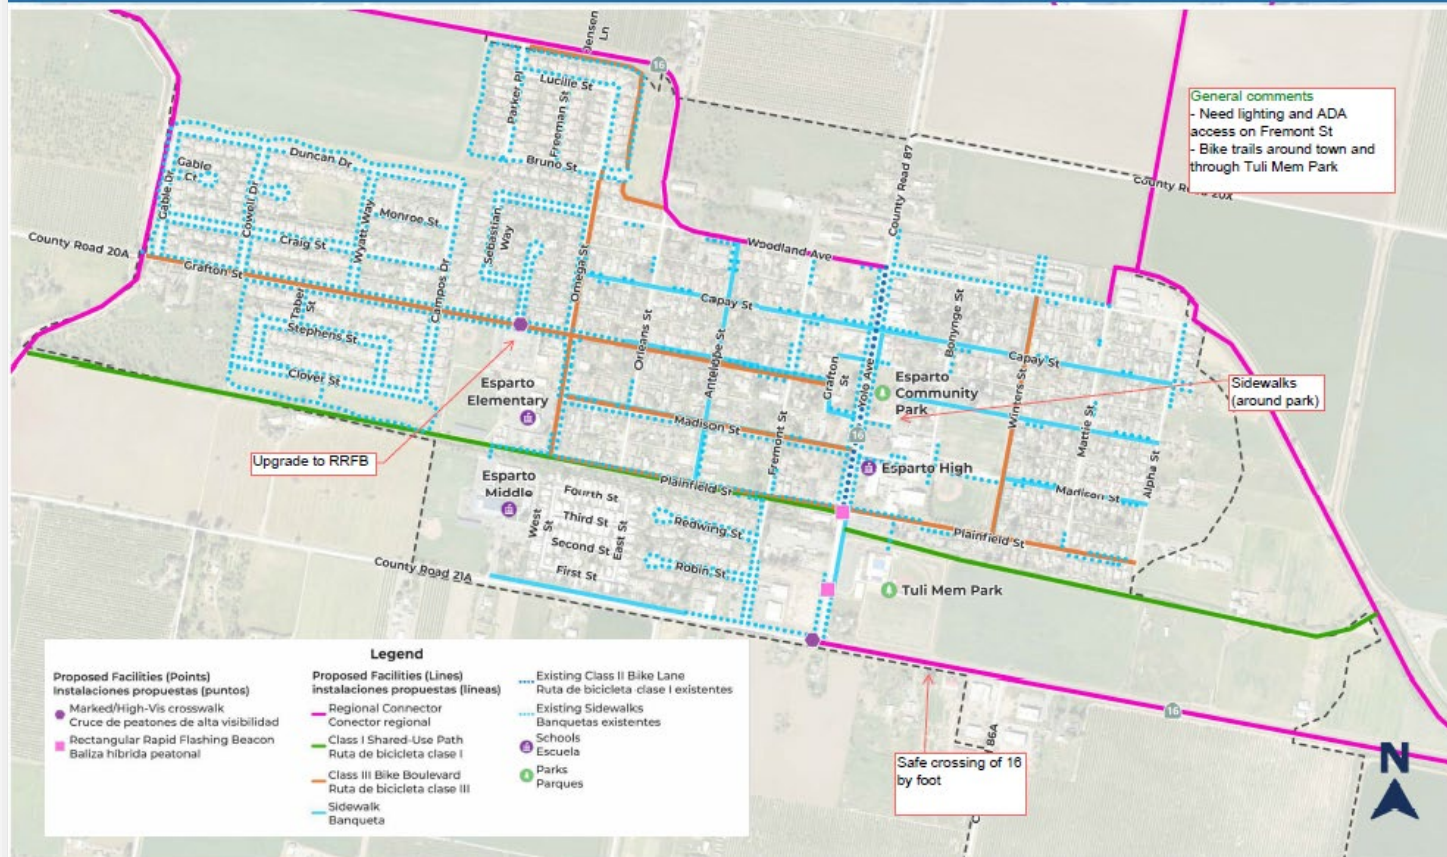 Jensen
Ln
16
Lucille St
Parker Pl
Freeman St
Bruno St
General comments
- Need lighting and ADA
access on Fremont St
- Bike trails around town and
through Tuli Mem Park
County Road 87
Duncan Dr
Gable
Ct
Gable Dr
Cowell Dr
Wyatt Way
Monroe St
Sebastian
Way
Craig St
County Road 20A
Grafton St
Campos Dr
Omega St
Woodland Ave
Taber
St
Stephens St
Clover St
Capay St
Orleans St
Antelope St
Bonynge St
Capay St
Grafton
St
Yolo Ave
Esparto
Community
Park
Winters St
Mattie St
Alpha St
Sidewalks
(around park)
Esparto
Elementary
Madison St
Fremont St
16
Upgrade to RRFB
Esparto High
Esparto
Middle
Plainfield St
Madison St
Fourth St
Third St
Second St
First St
West
St
East St
Redwing St
Robin St
Plainfield St
County Road 21A
Tuli Mem Park
16
86A
Safe crossing of 16
by foot
N
Legend
Proposed Facilities (Points)
Instalaciones propuestas (puntos)
Marked/High-Vis crosswalk
Cruce de peatones de alta visibilidad
Rectangular Rapid Flashing Beacon
Baliza híbrida peatonal
Proposed Facilities (Lines)
instalaciones propuestas (líneas)
Regional Connector
Conector regional
Class I Shared-Use Path
Ruta de bicicleta clase I
Class III Bike Boulevard
Ruta de bicicleta clase III
Sidewalk
Banqueta
Existing Class II Bike Lane
Ruta de bicicleta clase I existentes
Existing Sidewalks
Banquetas existentes
Schools
Escuela
Parks
Parques